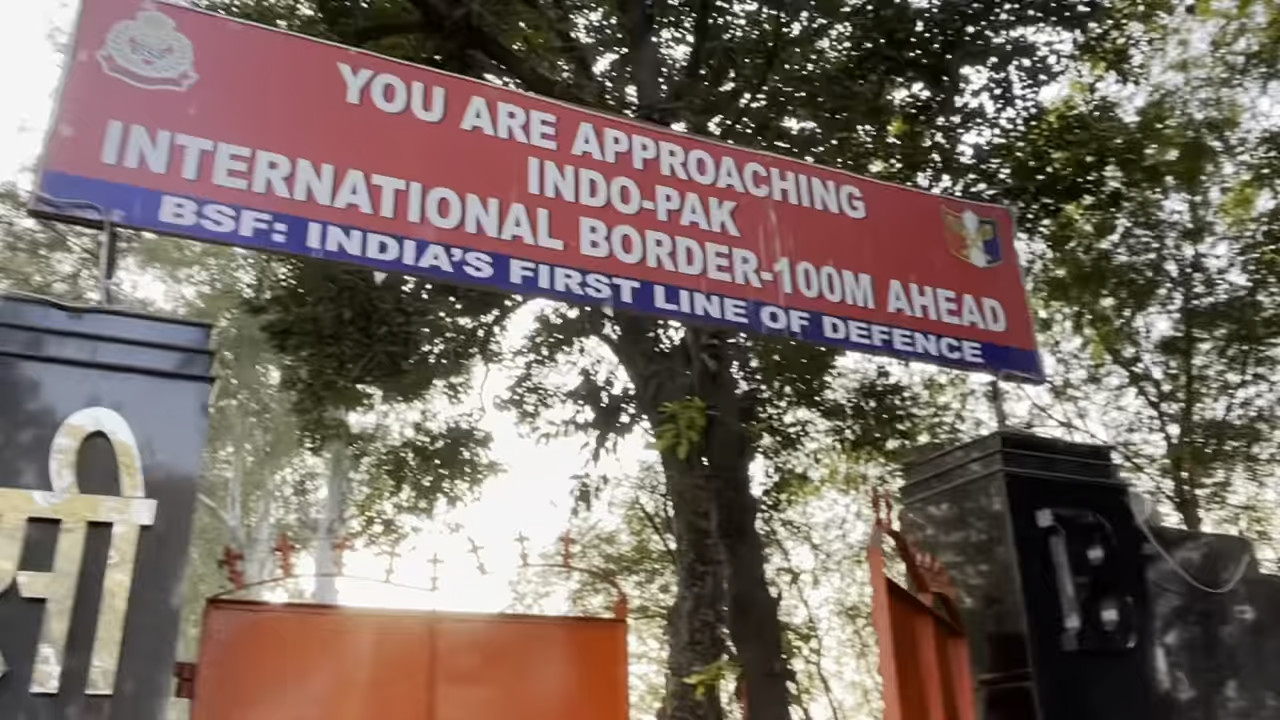 YOU ARE APPROACHING
INDO-PAK
INTERNATIONAL BORDER-100M AHEAD
BSF: INDIA'S FIRST LINE OF DEFENCE